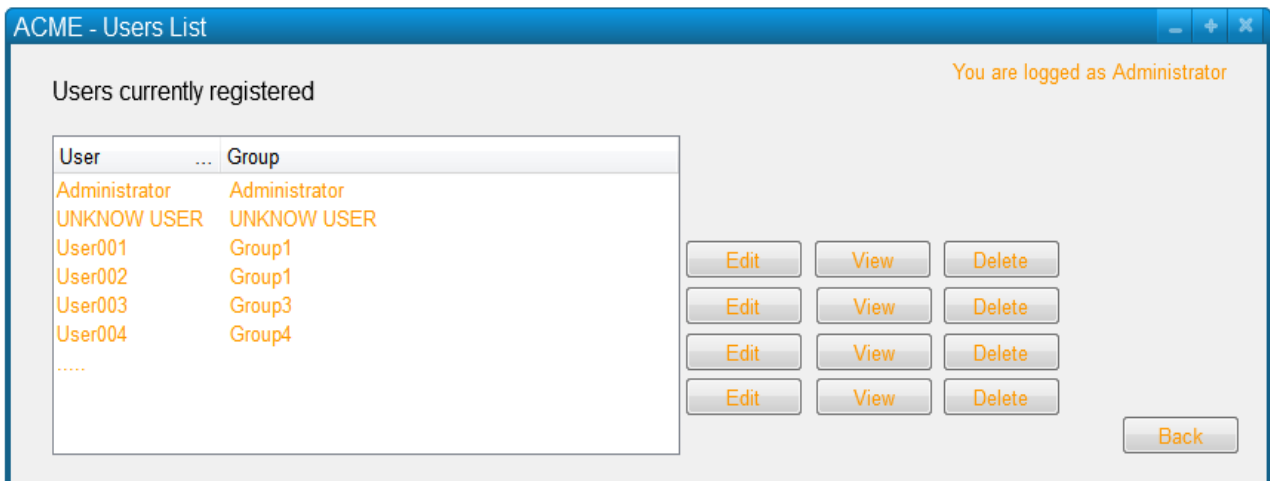 ACME - Users List
You are logged as Administrator
Users currently registered
User ... Group
Administrator Administrator
UNKNOW USER UNKNOW USER
User001 Group1
User002 Group1
User003 Group3
User004 Group4
.....
Edit View Delete
Edit View Delete
Edit View Delete
Edit View Delete
Back